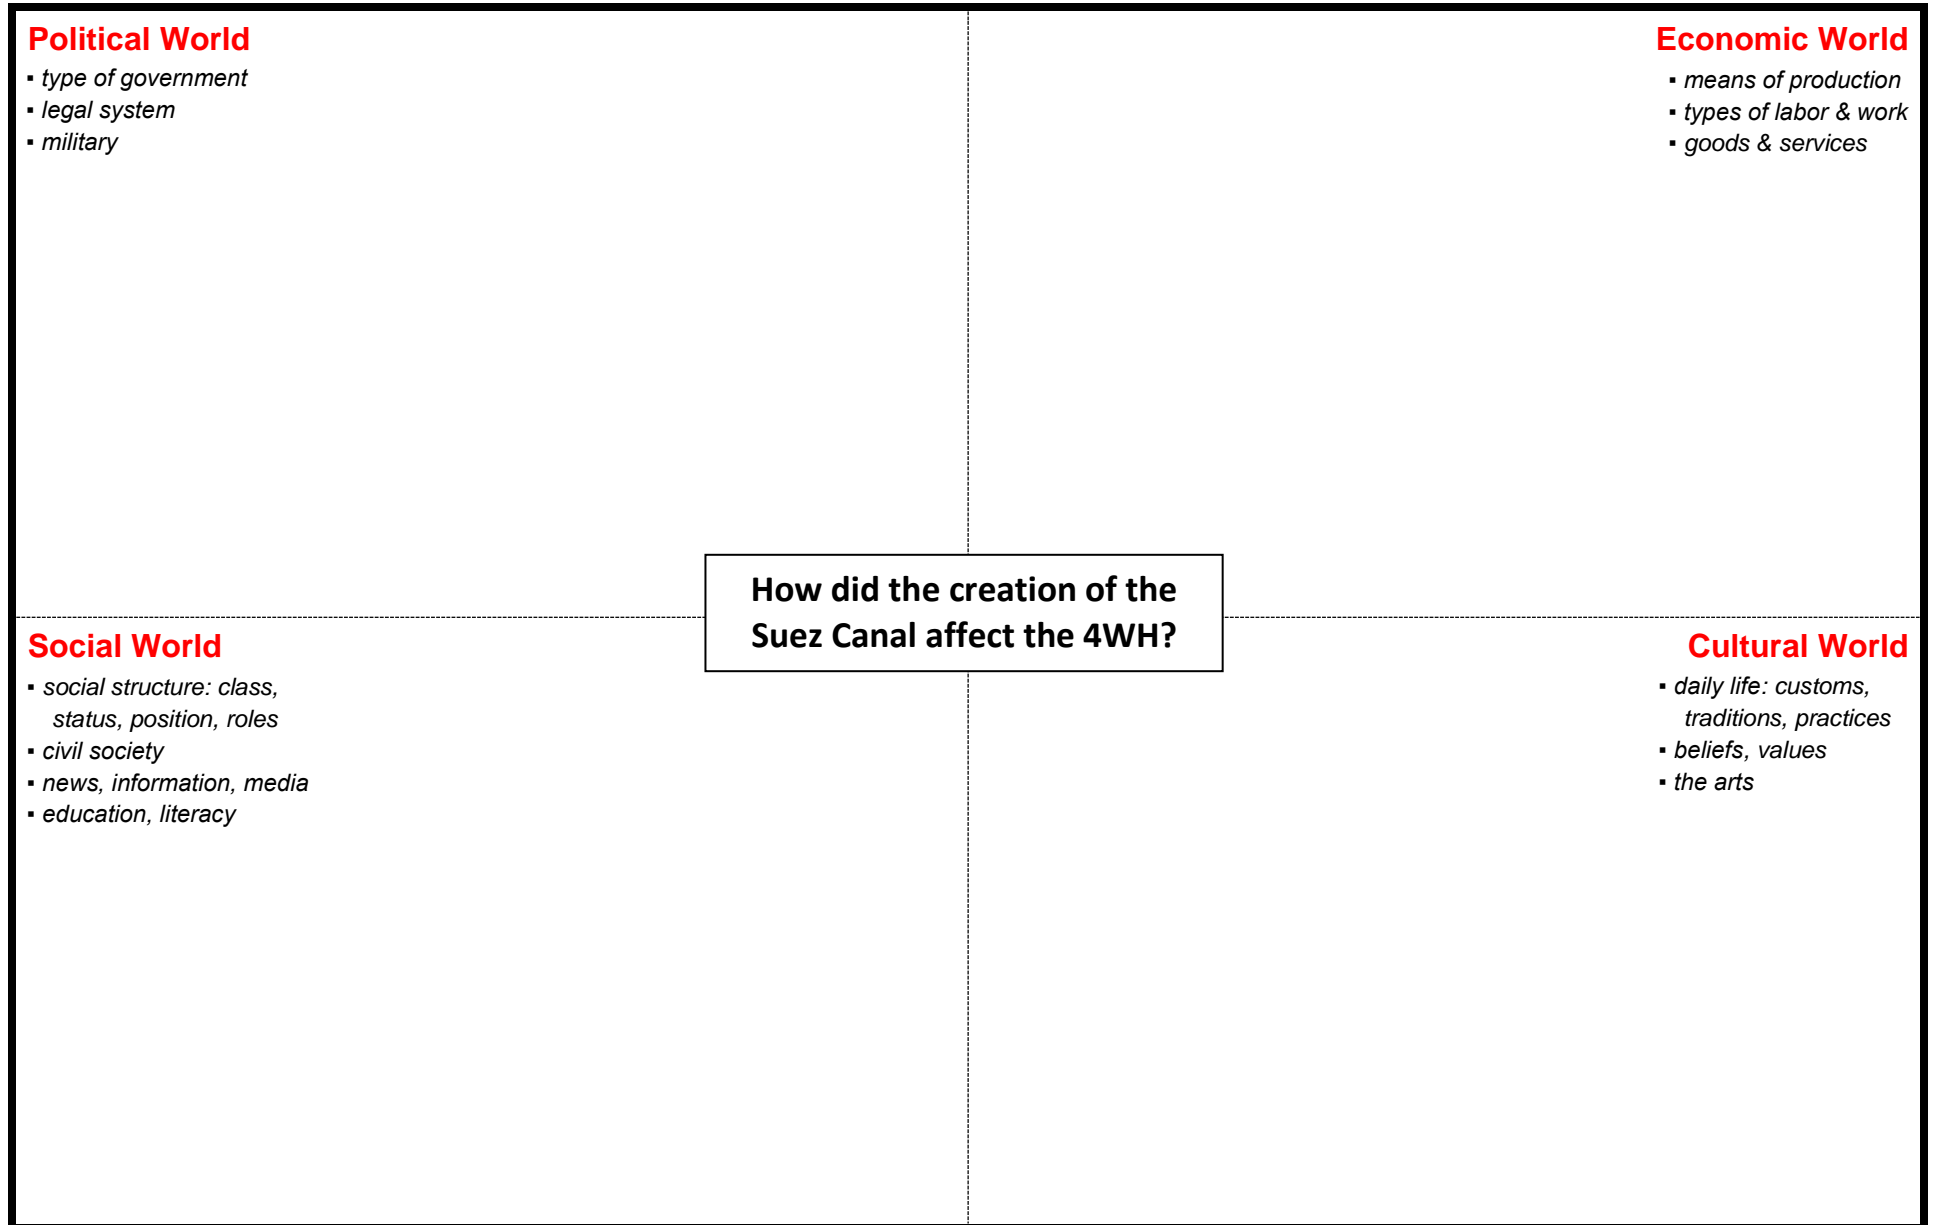 Political World
▪ type of government
▪ legal system
▪ military
Economic World
▪ means of production
▪ types of labor & work
▪ goods & services
How did the creation of the
Suez Canal affect the 4WH?
Social World
▪ social structure: class,
status, position, roles
▪ civil society
▪ news, information, media
▪ education, literacy
Cultural World
▪ daily life: customs,
traditions, practices
▪ beliefs, values
▪ the arts